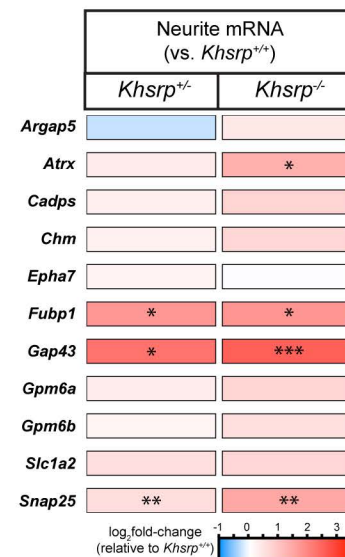 Neurite mRNA
(vs. Khsrp+/+)
Khsrp+/- Khsrp-/-
Argap5
Atrx *
Cadps
Chm
Epha7
Fubp1 * *
Gap43 * ***
Gpm6a
Gpm6b
Slc1a2
Snap25 ** **
-1 0 1 2 3
log2fold-change
(relative to Khsrp+/+)